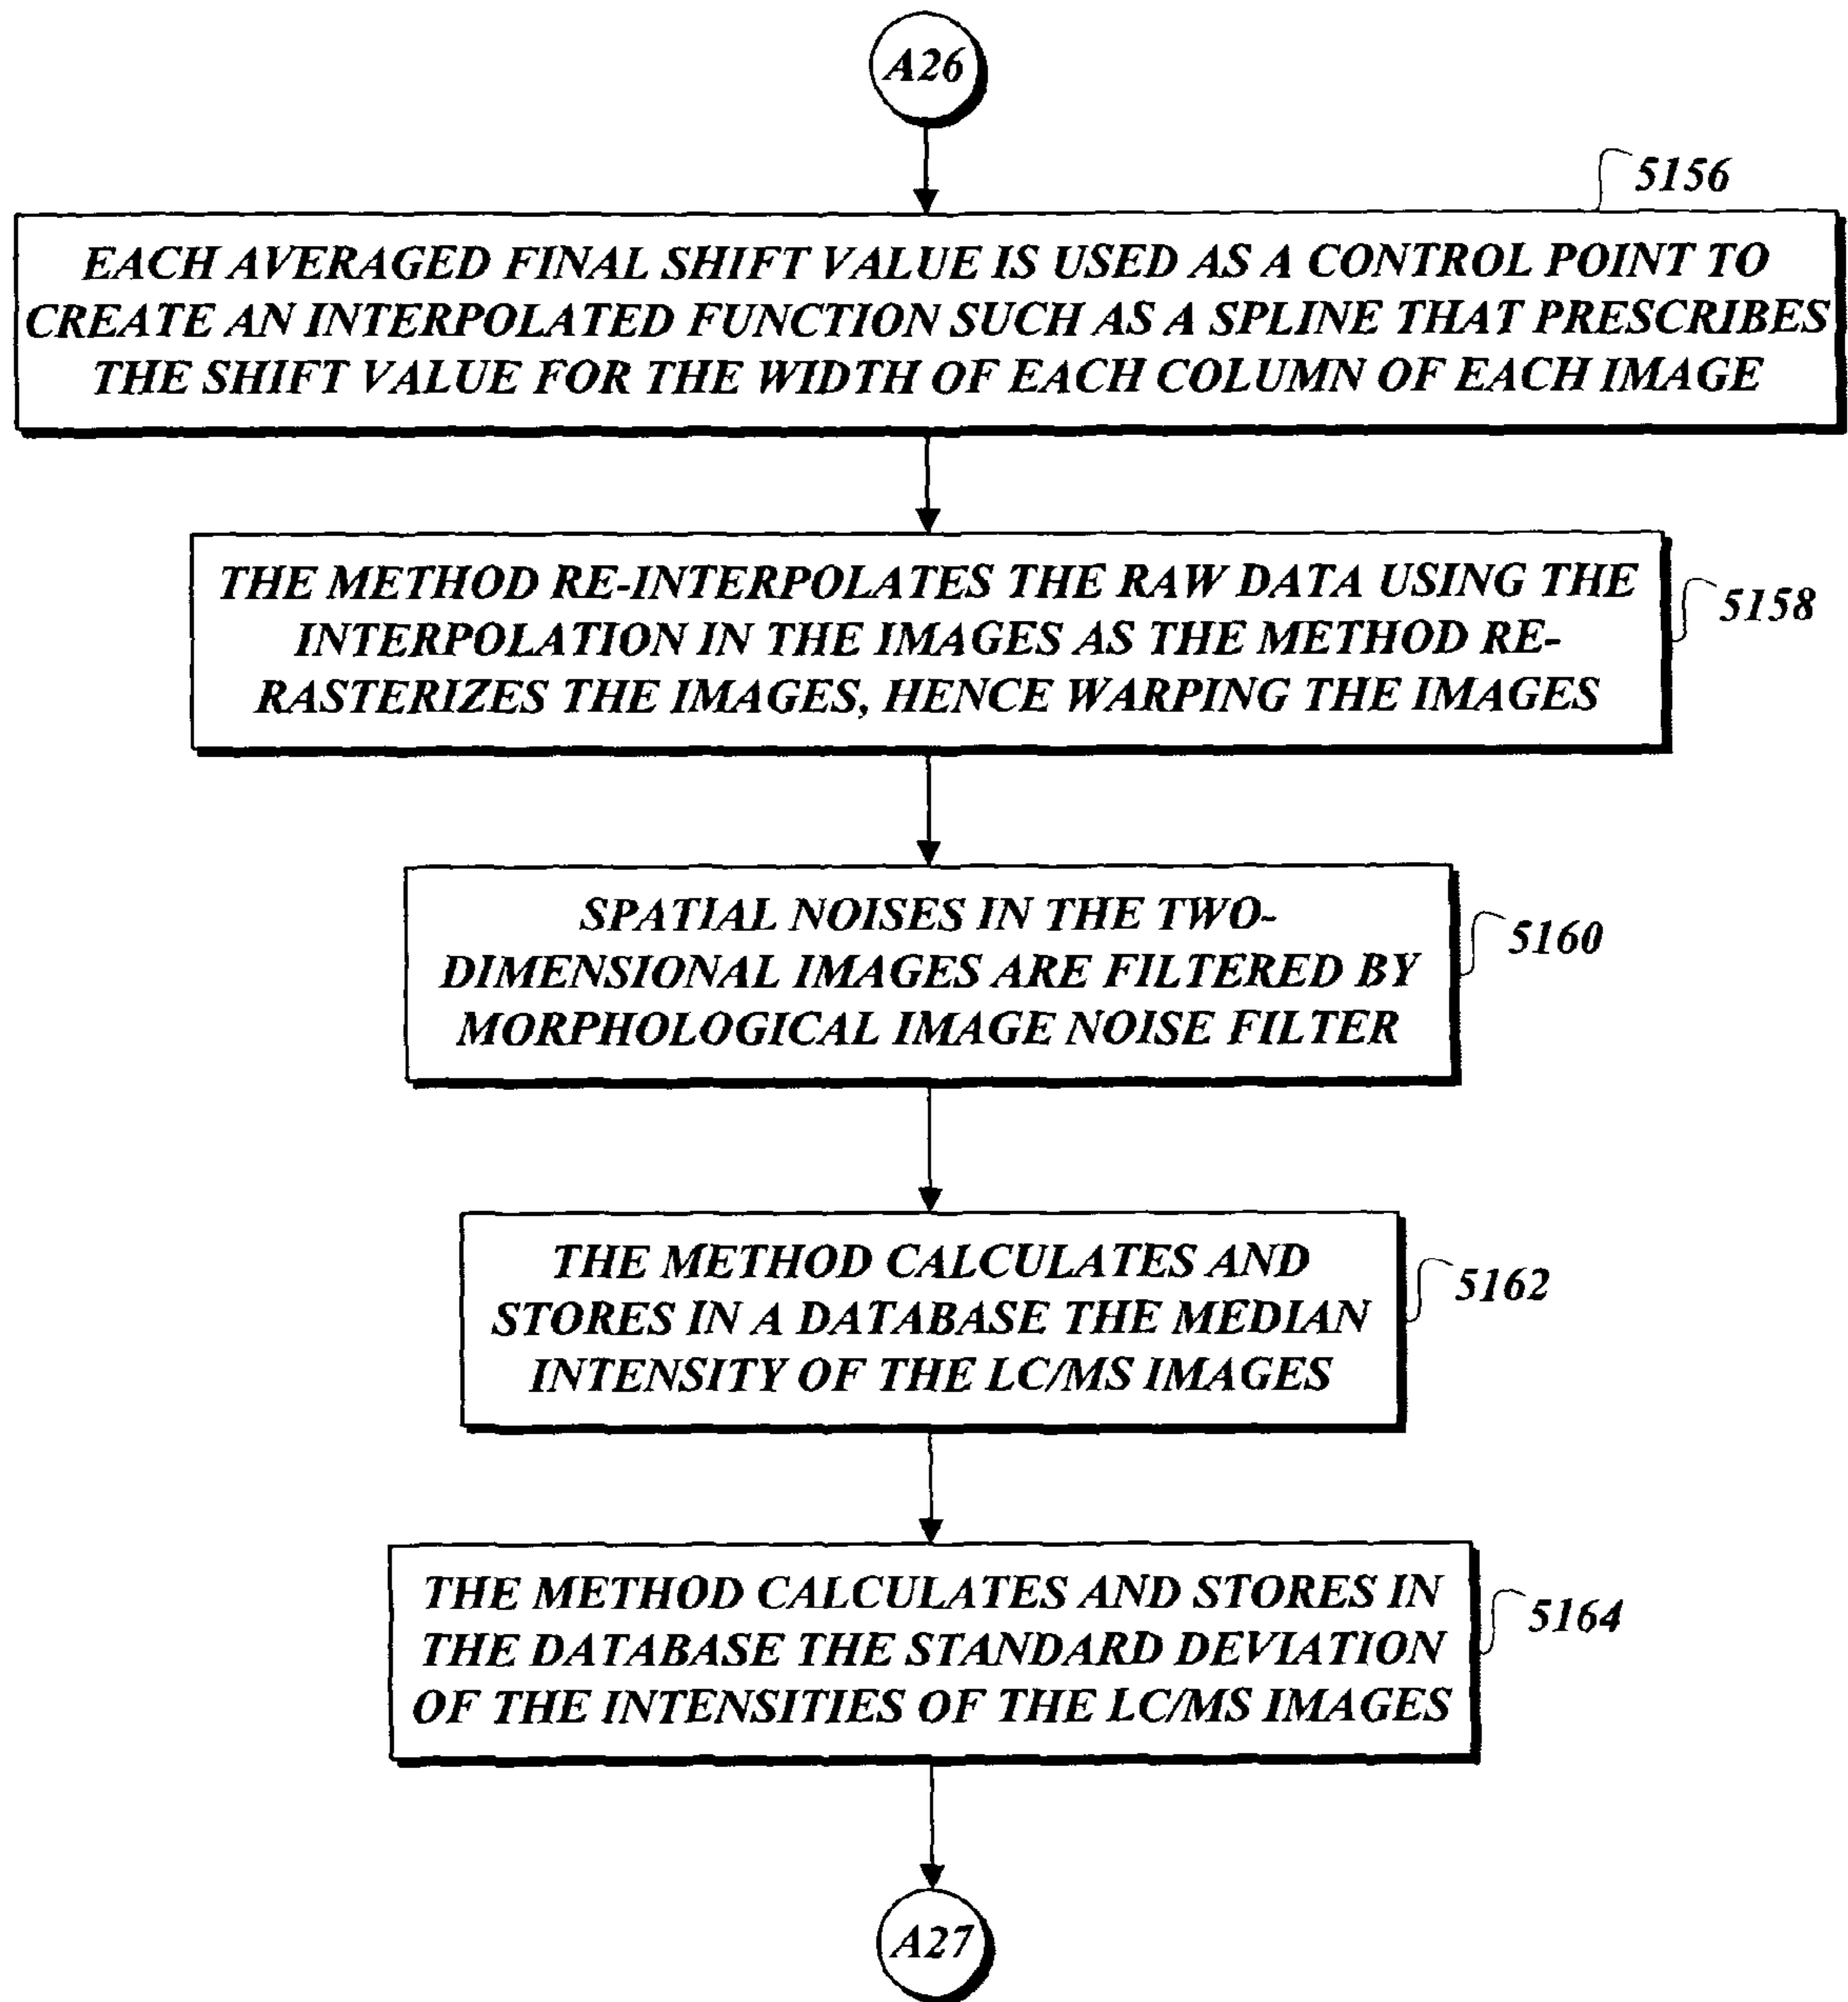 A26
5156
EACH AVERAGED FINAL SHIFT VALUE IS USED AS A CONTROL POINT TO
CREATE AN INTERPOLATED FUNCTION SUCH AS A SPLINE THAT PRESCRIBES
THE SHIFT VALUE FOR THE WIDTH OF EACH COLUMN OF EACH IMAGE
THE METHOD RE-INTERPOLATES THE RAW DATA USING THE
INTERPOLATION IN THE IMAGES AS THE METHOD RE-
RASTERIZES THE IMAGES, HENCE WARPING THE IMAGES
5158
SPATIAL NOISES IN THE TWO-
DIMENSIONAL IMAGES ARE FILTERED BY
MORPHOLOGICAL IMAGE NOISE FILTER
5160
THE METHOD CALCULATES AND
STORES IN A DATABASE THE MEDIAN
INTENSITY OF THE LC/MS IMAGES
5162
THE METHOD CALCULATES AND STORES IN
THE DATABASE THE STANDARD DEVIATION
OF THE INTENSITIES OF THE LC/MS IMAGES
5164
A27